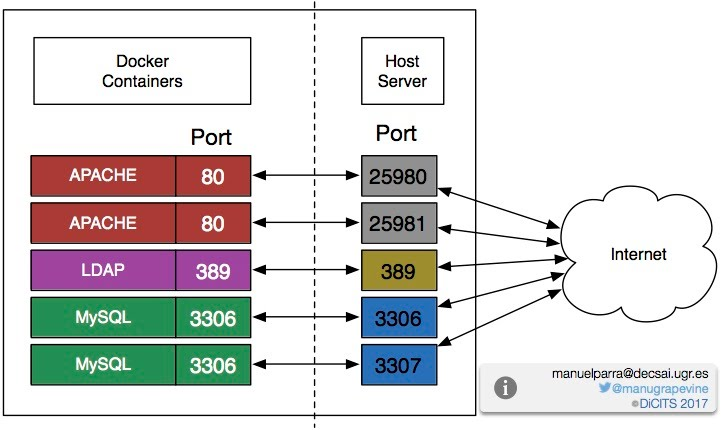 Docker
Containers
Host
Server
Port
Port
APACHE 80 25980
APACHE 80 25981
LDAP 389 389
MySQL 3306 3306
MySQL 3306 3307
Internet
i
manuelparra@decsai.ugr.es
@manugrapevine
©DiCITS 2017